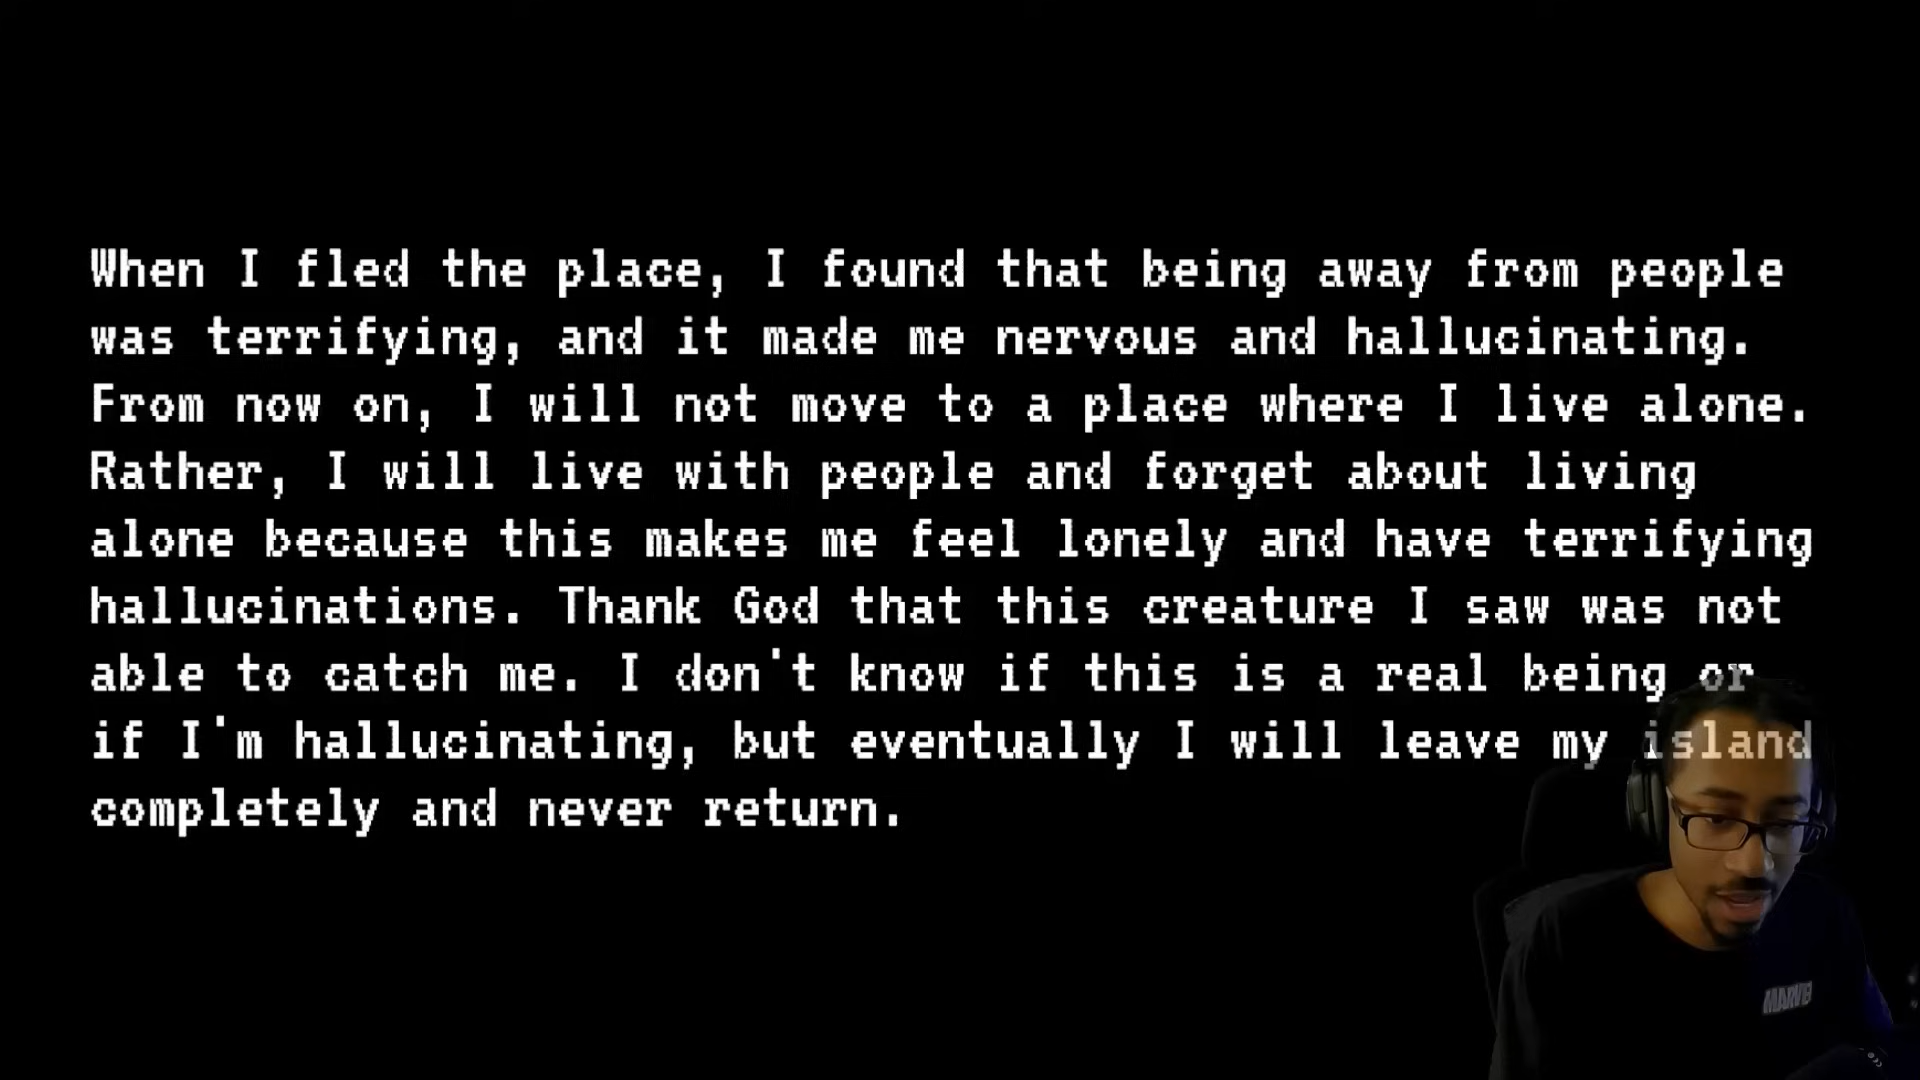 When I fled the place, I found that being away from people
was terrifying, and it made me nervous and hallucinating.
From now on, I will not move to a place where I live alone.
Rather, I will live with people and forget about living
alone because this makes me feel lonely and have terrifying
hallucinations. Thank God that this creature I saw was not
able to catch me. I don't know if this is a real being or
if I'm hallucinating, but eventually I will leave my island
completely and never return.
MARVEL